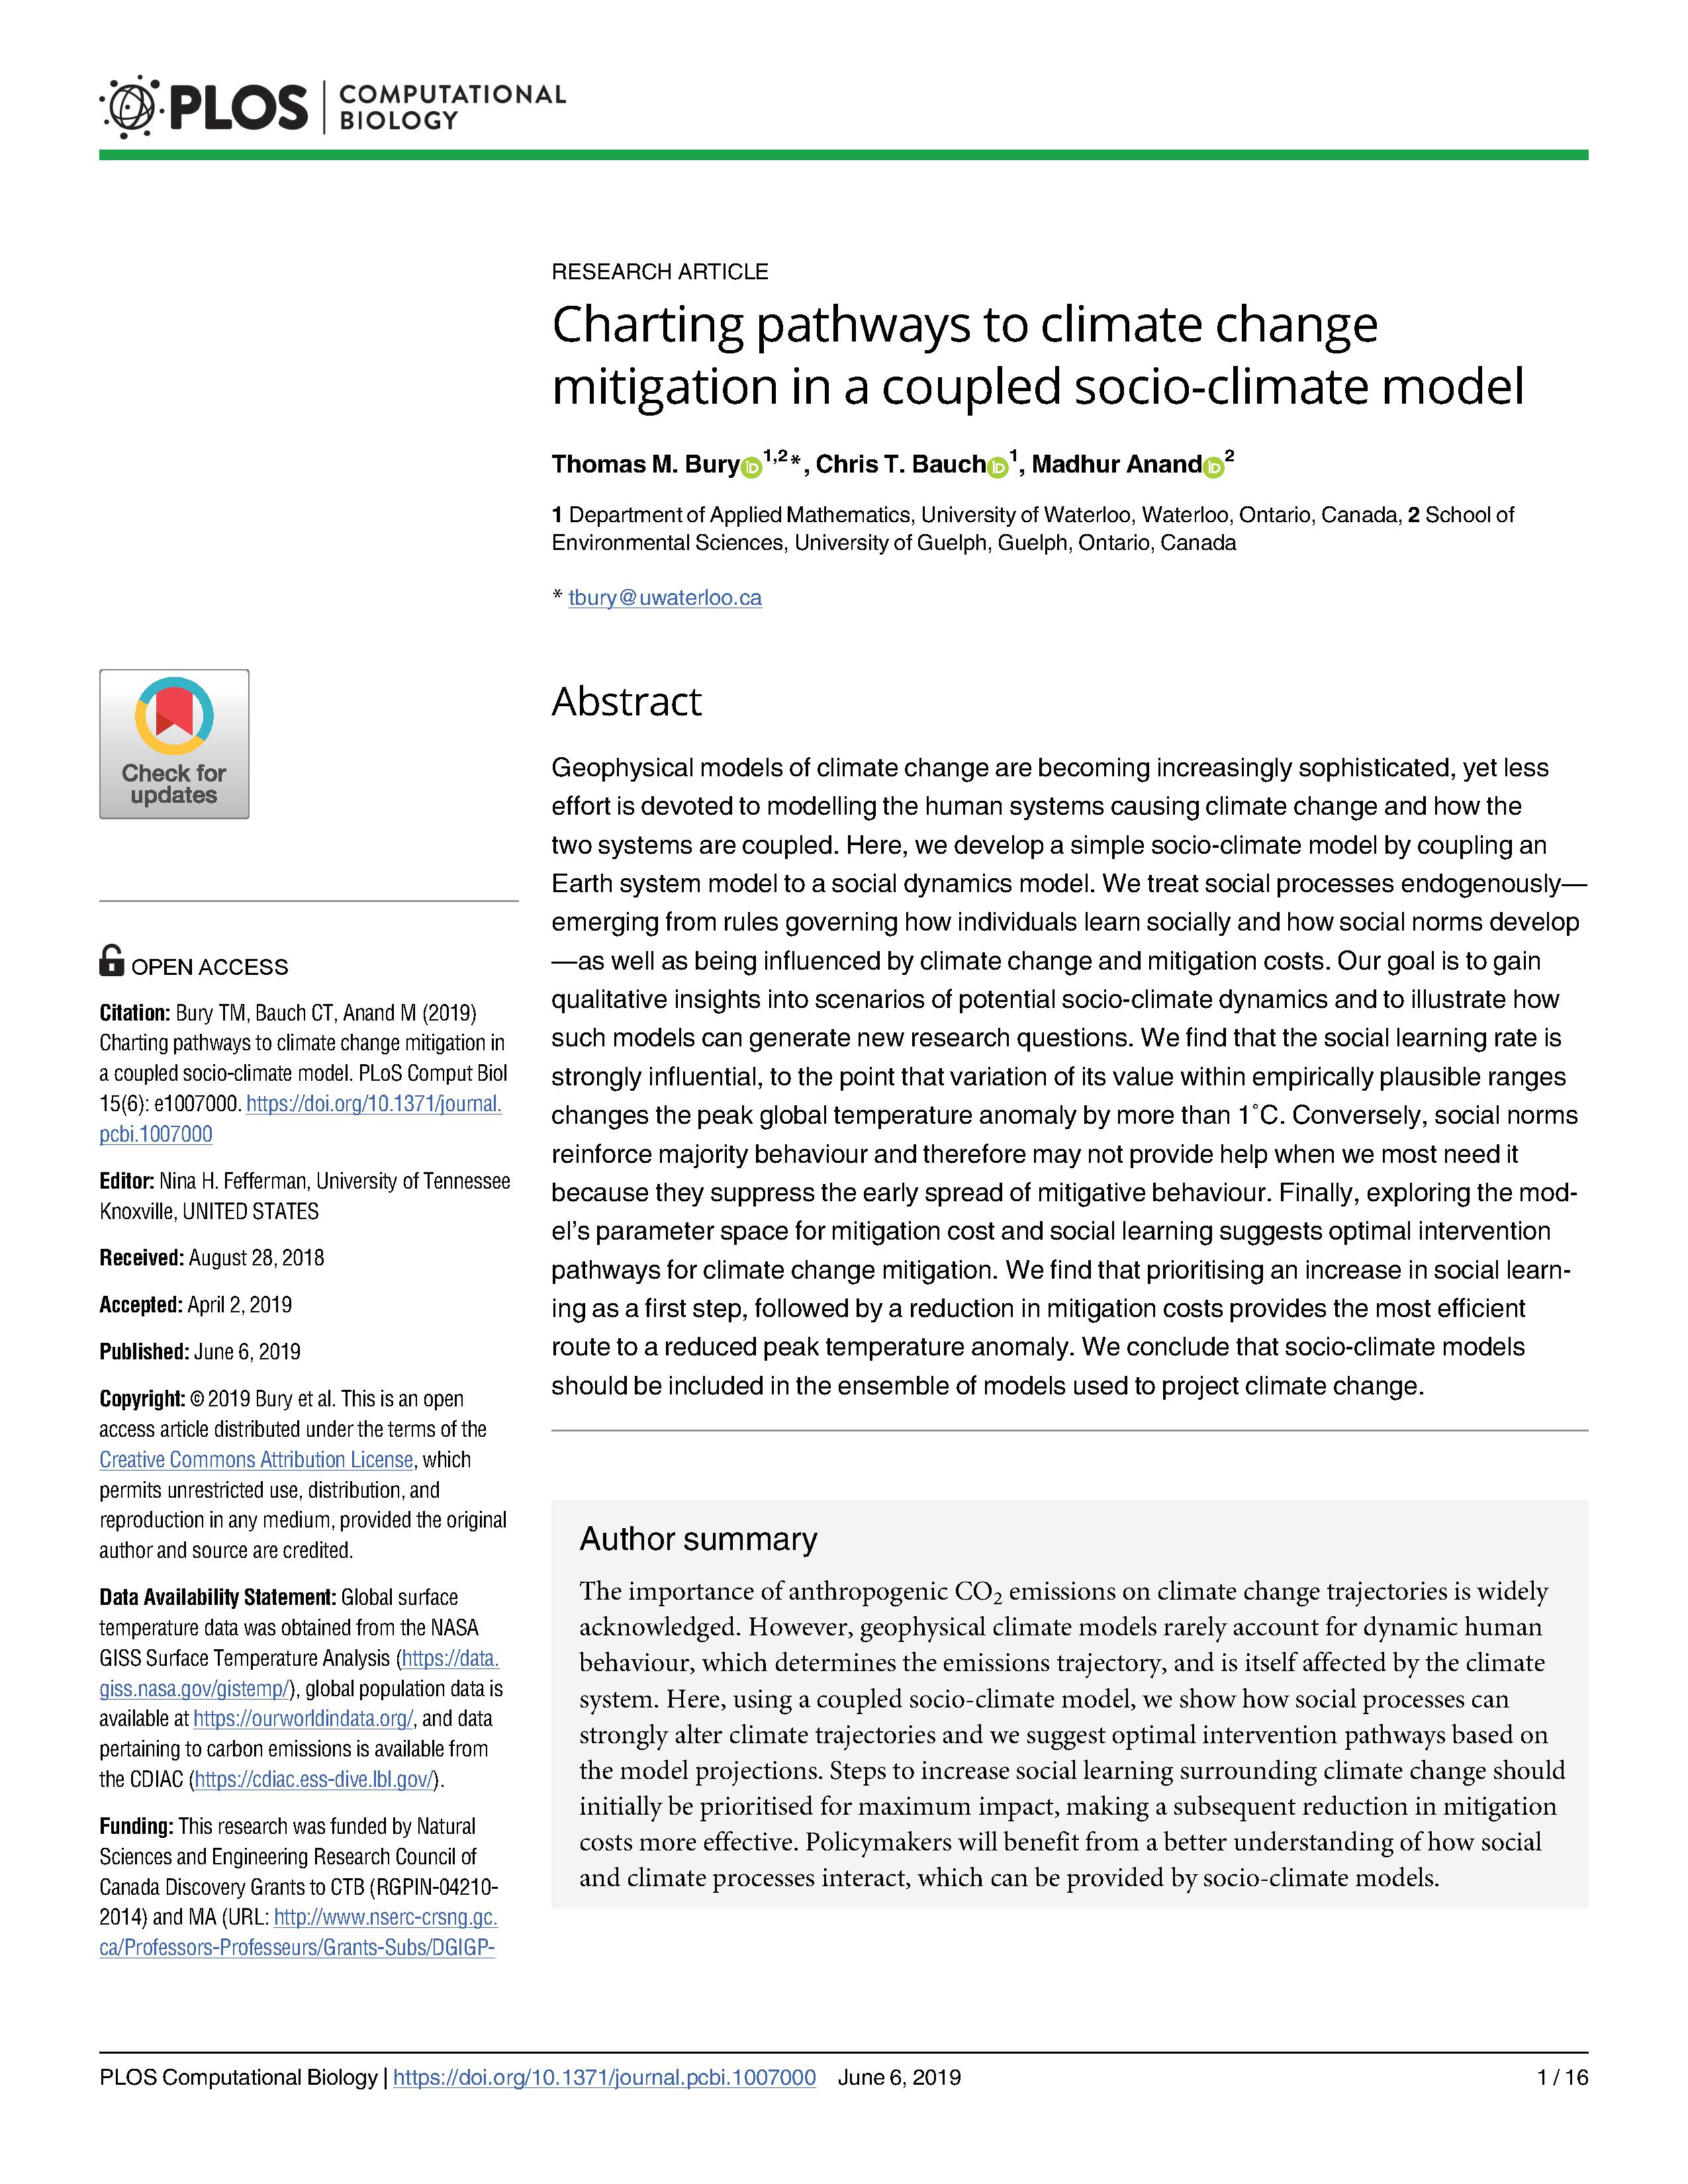 PLOS | COMPUTATIONAL
BIOLOGY
RESEARCH ARTICLE
Charting pathways to climate change
mitigation in a coupled socio-climate model
Thomas M. Bury iD 1,2*, Chris T. Bauch iD 1, Madhur Anand iD 2
1 Department of Applied Mathematics, University of Waterloo, Waterloo, Ontario, Canada, 2 School of
Environmental Sciences, University of Guelph, Guelph, Ontario, Canada
* tbury@uwaterloo.ca
Abstract
Geophysical models of climate change are becoming increasingly sophisticated, yet less
effort is devoted to modelling the human systems causing climate change and how the
two systems are coupled. Here, we develop a simple socio-climate model by coupling an
Earth system model to a social dynamics model. We treat social processes endogenously—
emerging from rules governing how individuals learn socially and how social norms develop
—as well as being influenced by climate change and mitigation costs. Our goal is to gain
qualitative insights into scenarios of potential socio-climate dynamics and to illustrate how
such models can generate new research questions. We find that the social learning rate is
strongly influential, to the point that variation of its value within empirically plausible ranges
changes the peak global temperature anomaly by more than 1˚C. Conversely, social norms
reinforce majority behaviour and therefore may not provide help when we most need it
because they suppress the early spread of mitigative behaviour. Finally, exploring the mod-
el's parameter space for mitigation cost and social learning suggests optimal intervention
pathways for climate change mitigation. We find that prioritising an increase in social learn-
ing as a first step, followed by a reduction in mitigation costs provides the most efficient
route to a reduced peak temperature anomaly. We conclude that socio-climate models
should be included in the ensemble of models used to project climate change.
Author summary
The importance of anthropogenic CO2 emissions on climate change trajectories is widely
acknowledged. However, geophysical climate models rarely account for dynamic human
behaviour, which determines the emissions trajectory, and is itself affected by the climate
system. Here, using a coupled socio-climate model, we show how social processes can
strongly alter climate trajectories and we suggest optimal intervention pathways based on
the model projections. Steps to increase social learning surrounding climate change should
initially be prioritised for maximum impact, making a subsequent reduction in mitigation
costs more effective. Policymakers will benefit from a better understanding of how social
and climate processes interact, which can be provided by socio-climate models.
Check for
updates
OPEN ACCESS
Citation: Bury TM, Bauch CT, Anand M (2019)
Charting pathways to climate change mitigation in
a coupled socio-climate model. PLoS Comput Biol
15(6): e1007000. https://doi.org/10.1371/journal.
pcbi.1007000
Editor: Nina H. Fefferman, University of Tennessee
Knoxville, UNITED STATES
Received: August 28, 2018
Accepted: April 2, 2019
Published: June 6, 2019
Copyright: © 2019 Bury et al. This is an open
access article distributed under the terms of the
Creative Commons Attribution License, which
permits unrestricted use, distribution, and
reproduction in any medium, provided the original
author and source are credited.
Data Availability Statement: Global surface
temperature data was obtained from the NASA
GISS Surface Temperature Analysis (https://data.
giss.nasa.gov/gistemp/), global population data is
available at https://ourworldindata.org/, and data
pertaining to carbon emissions is available from
the CDIAC (https://cdiac.ess-dive.lbl.gov/).
Funding: This research was funded by Natural
Sciences and Engineering Research Council of
Canada Discovery Grants to CTB (RGPIN-04210-
2014) and MA (URL: http://www.nserc-crsng.gc.
ca/Professors-Professeurs/Grants-Subs/DGIGP-
PLOS Computational Biology | https://doi.org/10.1371/journal.pcbi.1007000 June 6, 2019 1 / 16